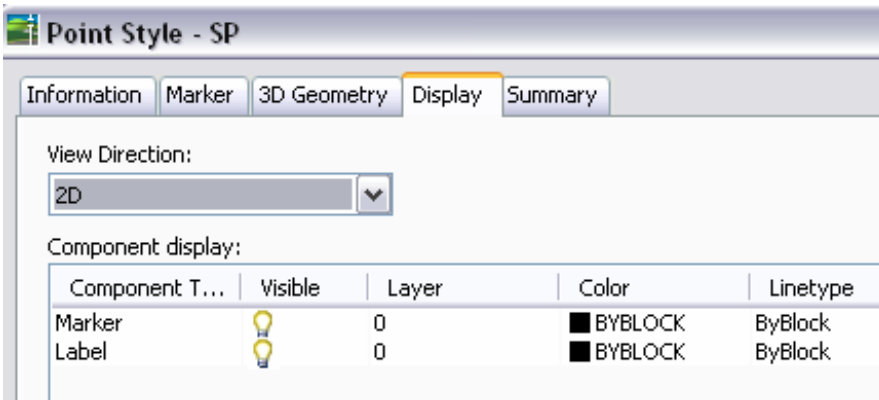 Point Style - SP
Information Marker 3D Geometry Display Summary
View Direction:
2D
Component display:
Component T... Visible Layer Color Linetype
Marker 0 BYBLOCK ByBlock
Label 0 BYBLOCK ByBlock